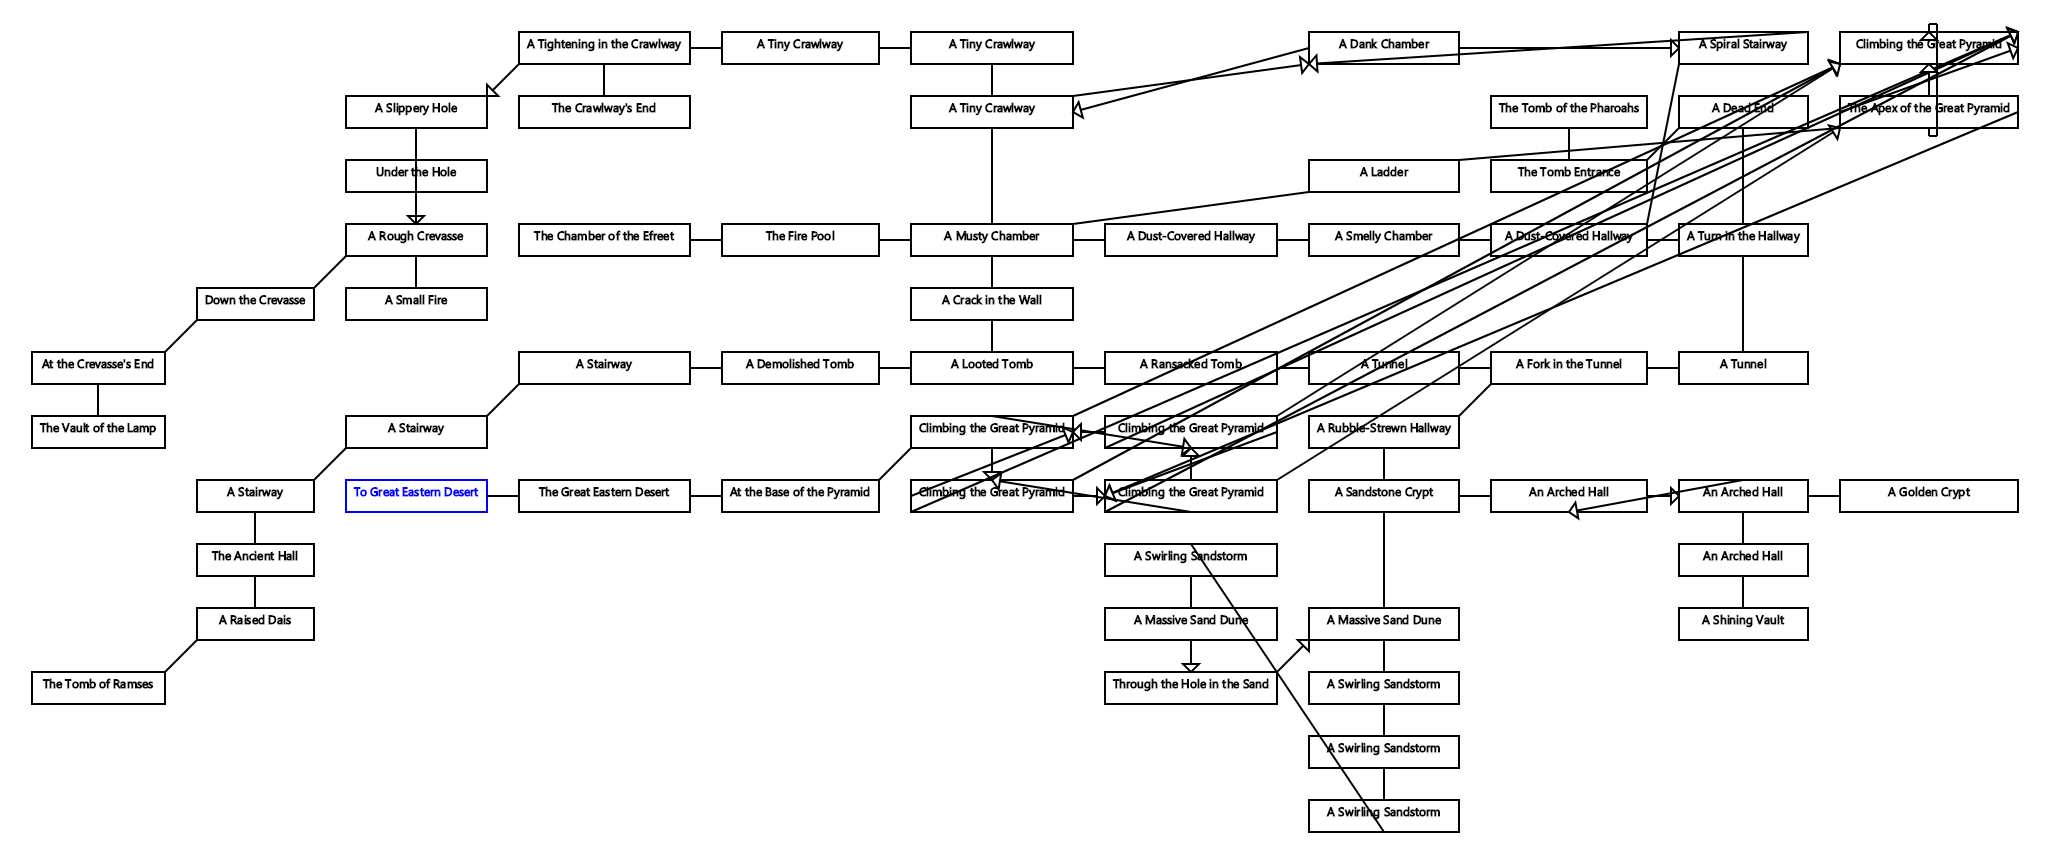 A Tightening in the Crawlway
A Tiny Crawlway
A Tiny Crawlway
A Dank Chamber
A Spiral Stairway
Climbing the Great Pyramid
A Slippery Hole
The Crawlway's End
A Tiny Crawlway
The Tomb of the Pharoahs
A Dead End
The Apex of the Great Pyramid
Under the Hole
A Ladder
The Tomb Entrance
A Rough Crevasse
The Chamber of the Efreet
The Fire Pool
A Musty Chamber
A Dust-Covered Hallway
A Smelly Chamber
A Dust-Covered Hallway
A Turn in the Hallway
Down the Crevasse
A Small Fire
A Crack in the Wall
At the Crevasse's End
A Stairway
A Demolished Tomb
A Looted Tomb
A Ransacked Tomb
A Tunnel
A Fork in the Tunnel
A Tunnel
The Vault of the Lamp
A Stairway
Climbing the Great Pyramid
Climbing the Great Pyramid
A Rubble-Strewn Hallway
A Stairway
To Great Eastern Desert
The Great Eastern Desert
At the Base of the Pyramid
Climbing the Great Pyramid
Climbing the Great Pyramid
A Sandstone Crypt
An Arched Hall
An Arched Hall
A Golden Crypt
The Ancient Hall
A Swirling Sandstorm
An Arched Hall
A Raised Dais
A Massive Sand Dune
A Massive Sand Dune
A Shining Vault
The Tomb of Ramses
Through the Hole in the Sand
A Swirling Sandstorm
A Swirling Sandstorm
A Swirling Sandstorm